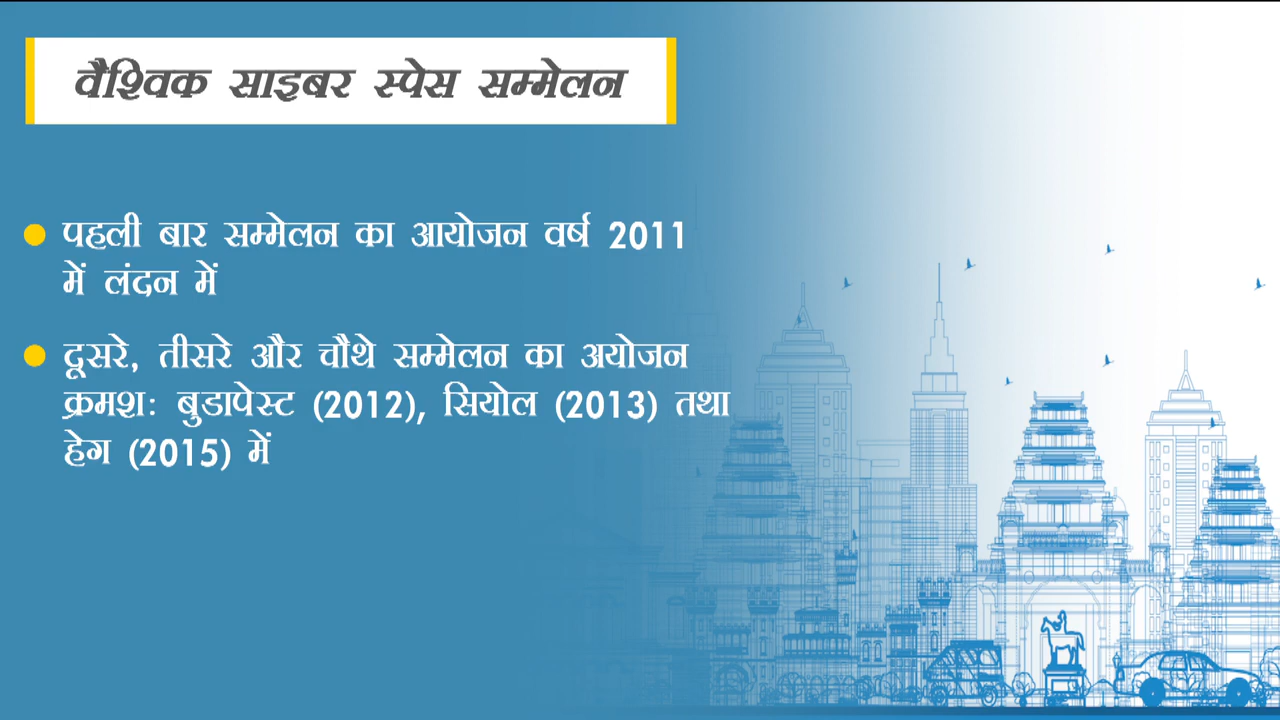 वैश्विक साइबर स्पेस सम्मेलन
पहली बार सम्मेलन का आयोजन वर्ष 2011
में लंदन में
दूसरे, तीसरे और चौथे सम्मेलन का अयोजन
क्रमशः बुडापेस्ट (2012), सियोल (2013) तथा
हेग (2015) में